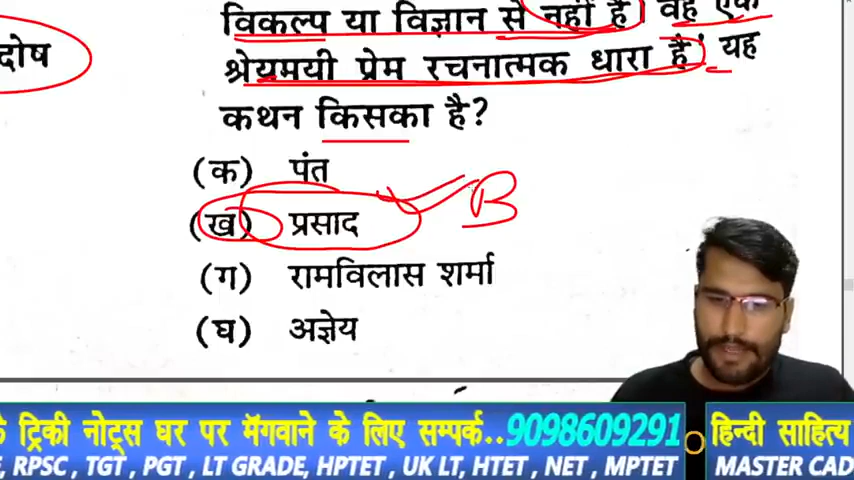 विकल्प या विज्ञान से नहीं है। वह एक
श्रेयमयी प्रेम रचनात्मक धारा है' यह
कथन किसका है?
दोष
(क) पंत
(ख) प्रसाद
B
(ग) रामविलास शर्मा
(घ) अज्ञेय
ट्रिकी नोट्स घर पर मॅगवाने के लिए सम्पर्क..9098609291
हिन्दी साहित्य
RPSC , TGT , PGT , LT GRADE, HPTET , UK LT, HTET , NET , MPTET
MASTER CAD